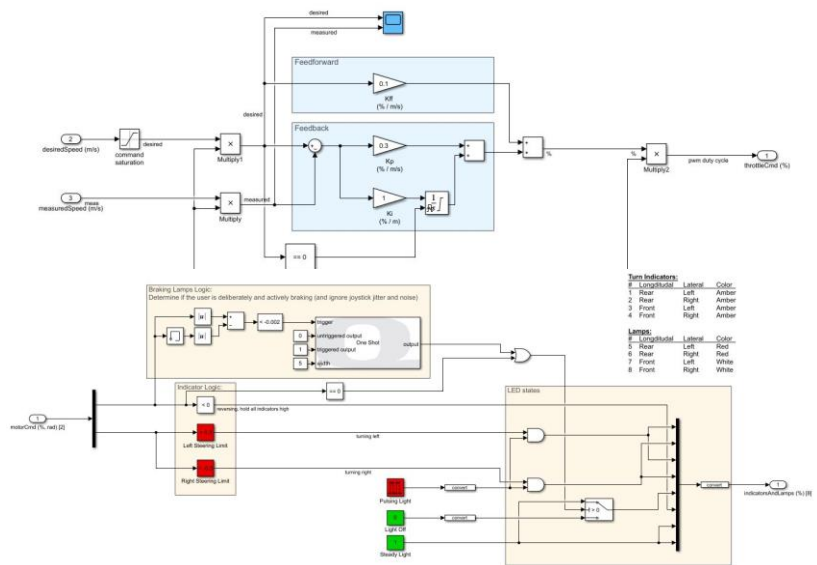 desired
measured
Feedforward
0.1
Kff
(% / m/s)
desired
2
desiredSpeed (m/s)
command
saturation
desired
×
Multiply1
Feedback
+
-
0.3
Kp
(% / m/s)
+
+
+
+
%
×
Multiply2
pwm duty cycle
1
throttleCmd (%)
3
meas
measuredSpeed (m/s)
×
Multiply
measured
1
Ki
(% / m)
== 0
Braking Lamps Logic:
Determine if the user is deliberately and actively braking (and ignore joystick jitter and noise)
|u|
|u|
+
-
< -0.002
trigger
0
untriggered output
1
triggered output
5
One Shot
output
Turn Indicators:
# Longditudal Lateral Color
1 Rear Left Amber
2 Rear Right Amber
3 Front Left Amber
4 Front Right Amber
Lamps:
# Longditudal Lateral Color
5 Rear Left Red
6 Rear Right Red
7 Front Left White
8 Front Right White
Indicator Logic:
== 0
< 0
reversing, hold all indicators high
1
motorCmd (%, rad) [2]
Left Steering Limit
turning left
Right Steering Limit
turning right
LED states
Pulsing Light
convert
Light Off
convert
Steady Light
convert
1
indicatorsAndLamps (%) [8]